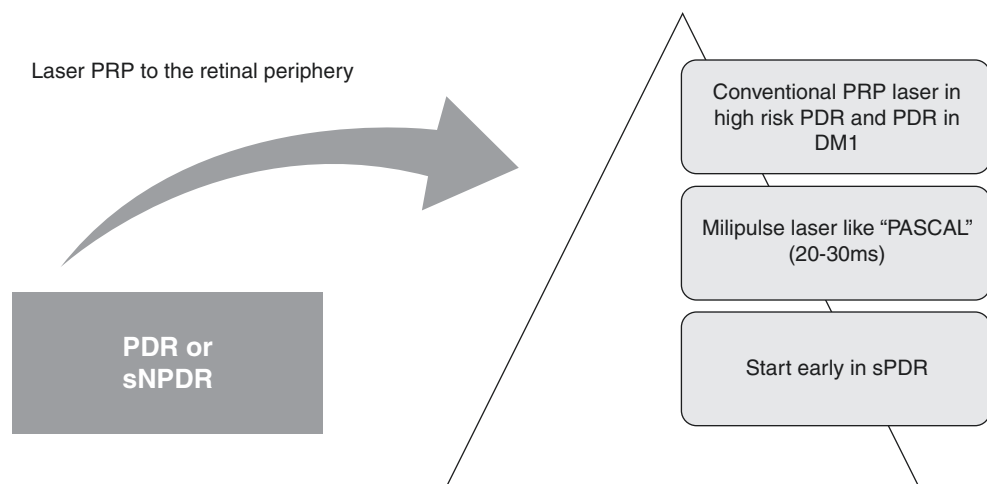 Laser PRP to the retinal periphery
PDR or
sNPDR
Conventional PRP laser in
high risk PDR and PDR in
DM1
Milipulse laser like “PASCAL”
(20-30ms)
Start early in sPDR